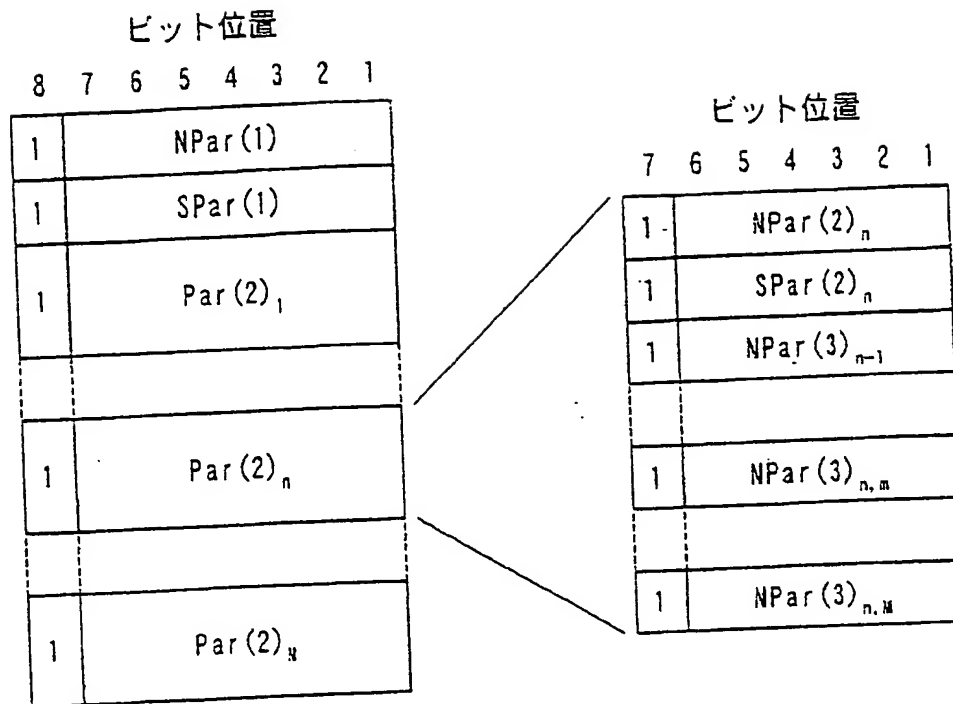 ビット位置
8 7 6 5 4 3 2 1
1 NPar(1)
1 SPar(1)
1 Par(2)₁
1 Par(2)ₙ
1 Par(2)_N
ビット位置
7 6 5 4 3 2 1
1 NPar(2)ₙ
1 SPar(2)ₙ
1 NPar(3)ₙ₋₁
1 NPar(3)ₙ,ₘ
1 NPar(3)ₙ,_M